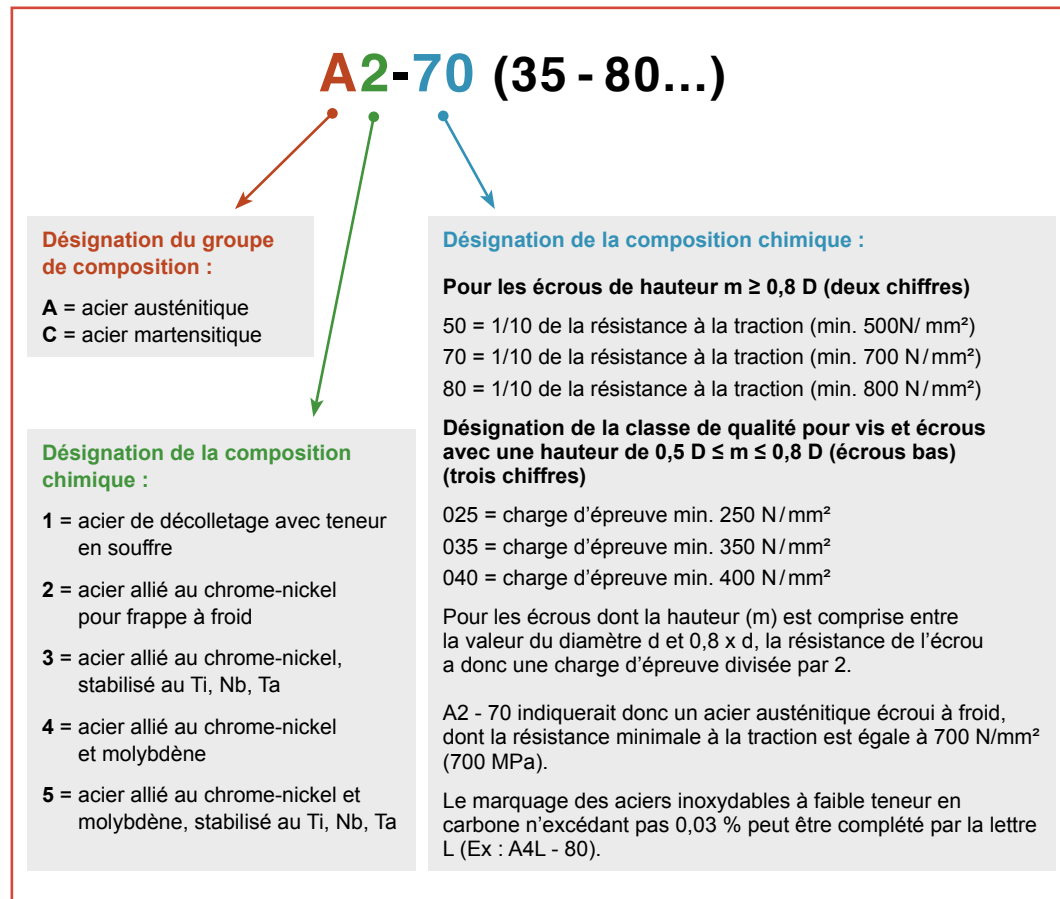 A2-70 (35 - 80...)
Désignation du groupe
de composition :
A = acier austénitique
C = acier martensitique
Désignation de la composition
chimique :
1 = acier de décolletage avec teneur
en souffre
2 = acier allié au chrome-nickel
pour frappe à froid
3 = acier allié au chrome-nickel,
stabilisé au Ti, Nb, Ta
4 = acier allié au chrome-nickel
et molybdène
5 = acier allié au chrome-nickel et
molybdène, stabilisé au Ti, Nb, Ta
Désignation de la composition chimique :
Pour les écrous de hauteur m ≥ 0,8 D (deux chiffres)
50 = 1/10 de la résistance à la traction (min. 500N/ mm²)
70 = 1/10 de la résistance à la traction (min. 700 N/mm²)
80 = 1/10 de la résistance à la traction (min. 800 N/mm²)
Désignation de la classe de qualité pour vis et écrous
avec une hauteur de 0,5 D ≤ m ≤ 0,8 D (écrous bas)
(trois chiffres)
025 = charge d'épreuve min. 250 N/mm²
035 = charge d'épreuve min. 350 N/mm²
040 = charge d'épreuve min. 400 N/mm²
Pour les écrous dont la hauteur (m) est comprise entre
la valeur du diamètre d et 0,8 x d, la résistance de l'écrou
a donc une charge d'épreuve divisée par 2.
A2 - 70 indiquerait donc un acier austénitique écroui à froid,
dont la résistance minimale à la traction est égale à 700 N/mm²
(700 MPa).
Le marquage des aciers inoxydables à faible teneur en
carbone n'excédant pas 0,03 % peut être complété par la lettre
L (Ex : A4L - 80).